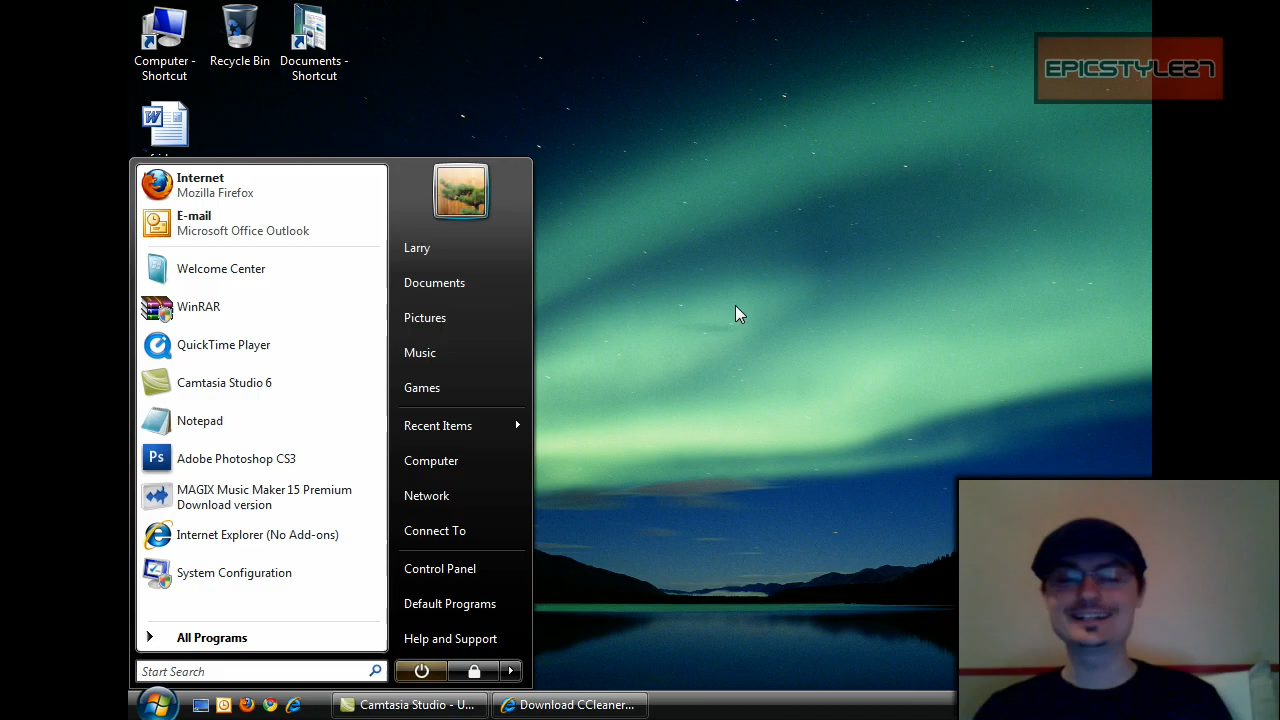 Computer -
Shortcut
Recycle Bin
Documents -
Shortcut
EPICSTYLE27
W
Internet
Mozilla Firefox
E-mail
Microsoft Office Outlook
Welcome Center
WinRAR
QuickTime Player
Camtasia Studio 6
Notepad
Ps
Adobe Photoshop CS3
MAGIX Music Maker 15 Premium
Download version
Internet Explorer (No Add-ons)
System Configuration
All Programs
Start Search
Larry
Documents
Pictures
Music
Games
Recent Items
Computer
Network
Connect To
Control Panel
Default Programs
Help and Support
Camtasia Studio - U...
Download CCleaner...